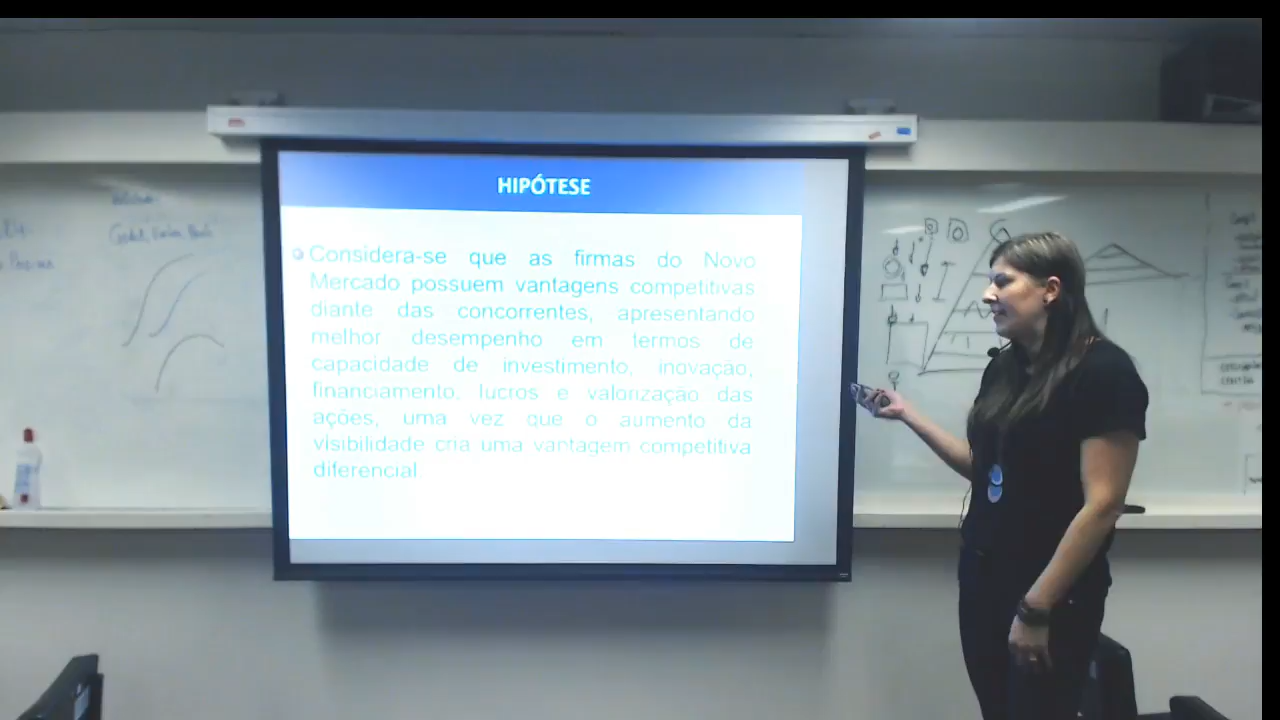 HIPÓTESE
Considera-se que as firmas do Novo
Mercado possuem vantagens competitivas
diante das concorrentes, apresentando
melhor desempenho em termos de
capacidade de investimento, inovação,
financiamento, lucros e valorização das
ações, uma vez que o aumento da
visibilidade cria uma vantagem competitiva
diferencial